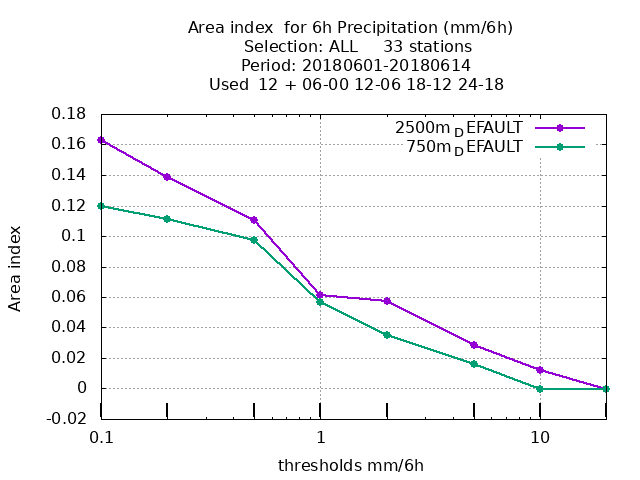 Area index  for 6h Precipitation (mm/6h)
Selection: ALL     33 stations
Period: 20180601-20180614
Used  12 + 06-00 12-06 18-12 24-18
0.18
0.16
0.14
0.12
0.1
0.08
0.06
0.04
0.02
0
-0.02
Area index
2500mDEFAULT
750mDEFAULT
0.1
1
10
thresholds mm/6h